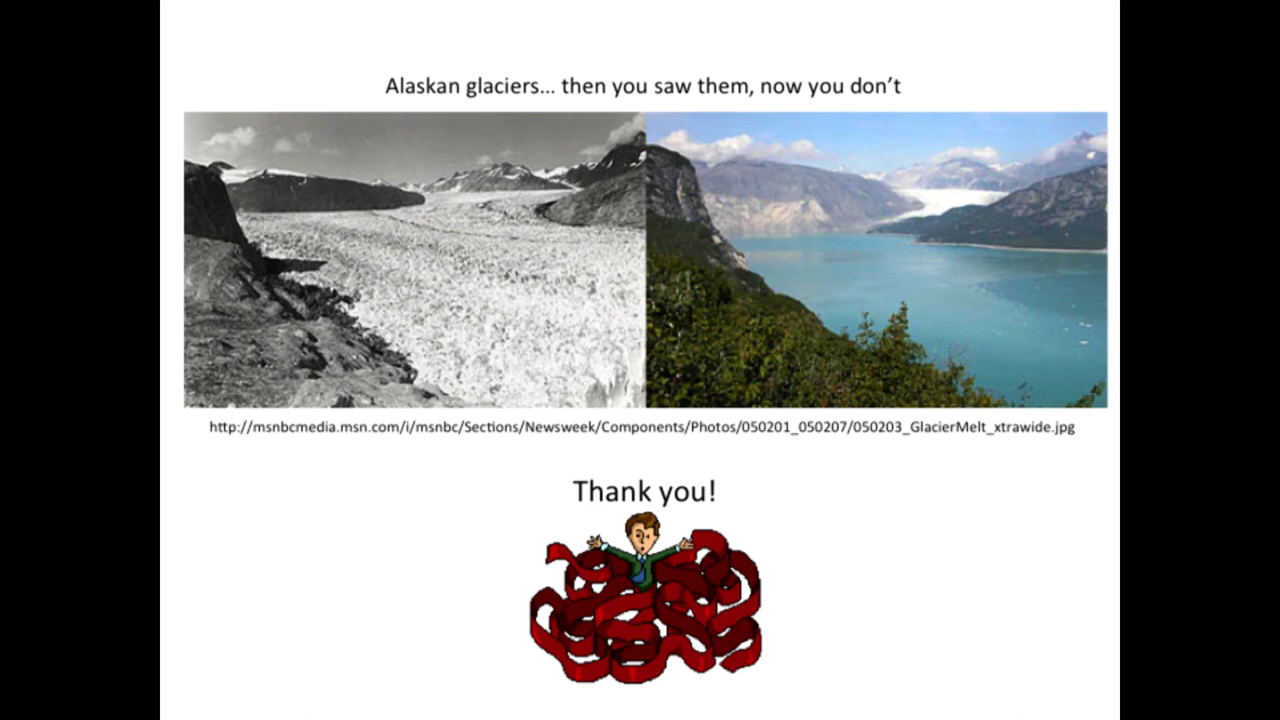 Alaskan glaciers... then you saw them, now you don’t
http://msnbcmedia.msn.com/i/msnbc/Sections/Newsweek/Components/Photos/050201_050207/050203_GlacierMelt_xtrawide.jpg
Thank you!